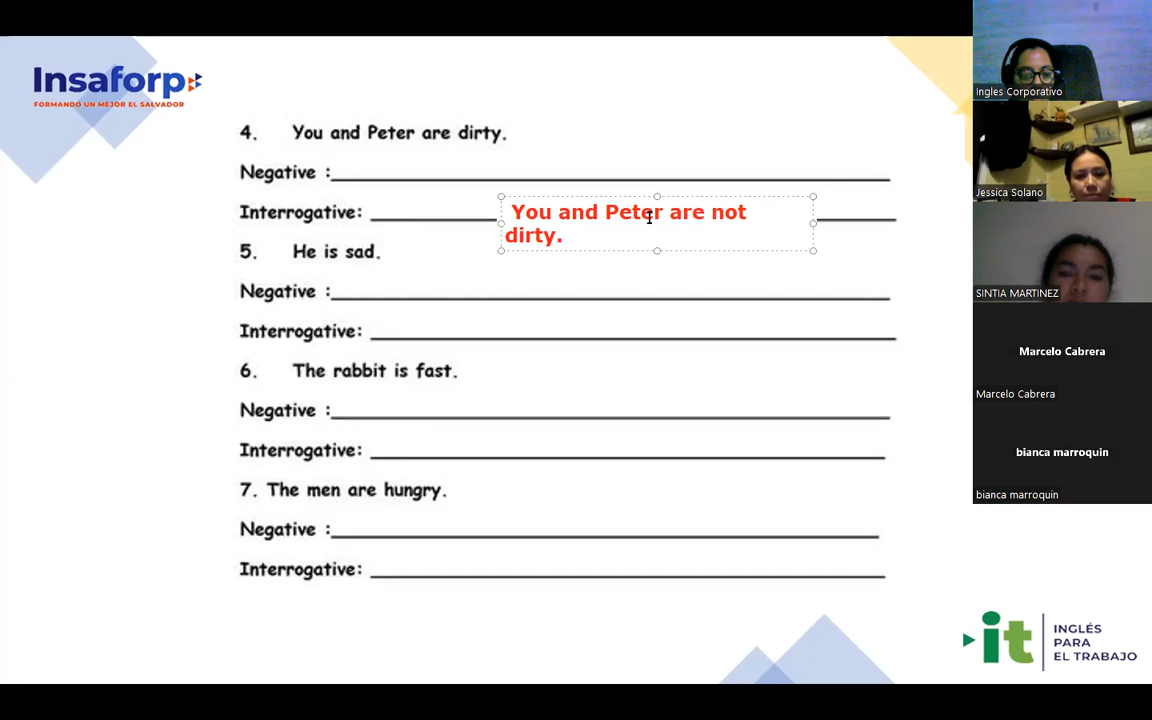 Insaforp
FORMANDO UN MEJOR EL SALVADOR
4. You and Peter are dirty.
Negative :
Interrogative:
You and Peter are not
dirty.
5. He is sad.
Negative :
Interrogative:
6. The rabbit is fast.
Negative :
Interrogative:
7. The men are hungry.
Negative :
Interrogative:
Ingles Corporativo
Jessica Solano
SINTIA MARTINEZ
Marcelo Cabrera
Marcelo Cabrera
bianca marroquin
bianca marroquin
it
INGLÉS
PARA
EL TRABAJO